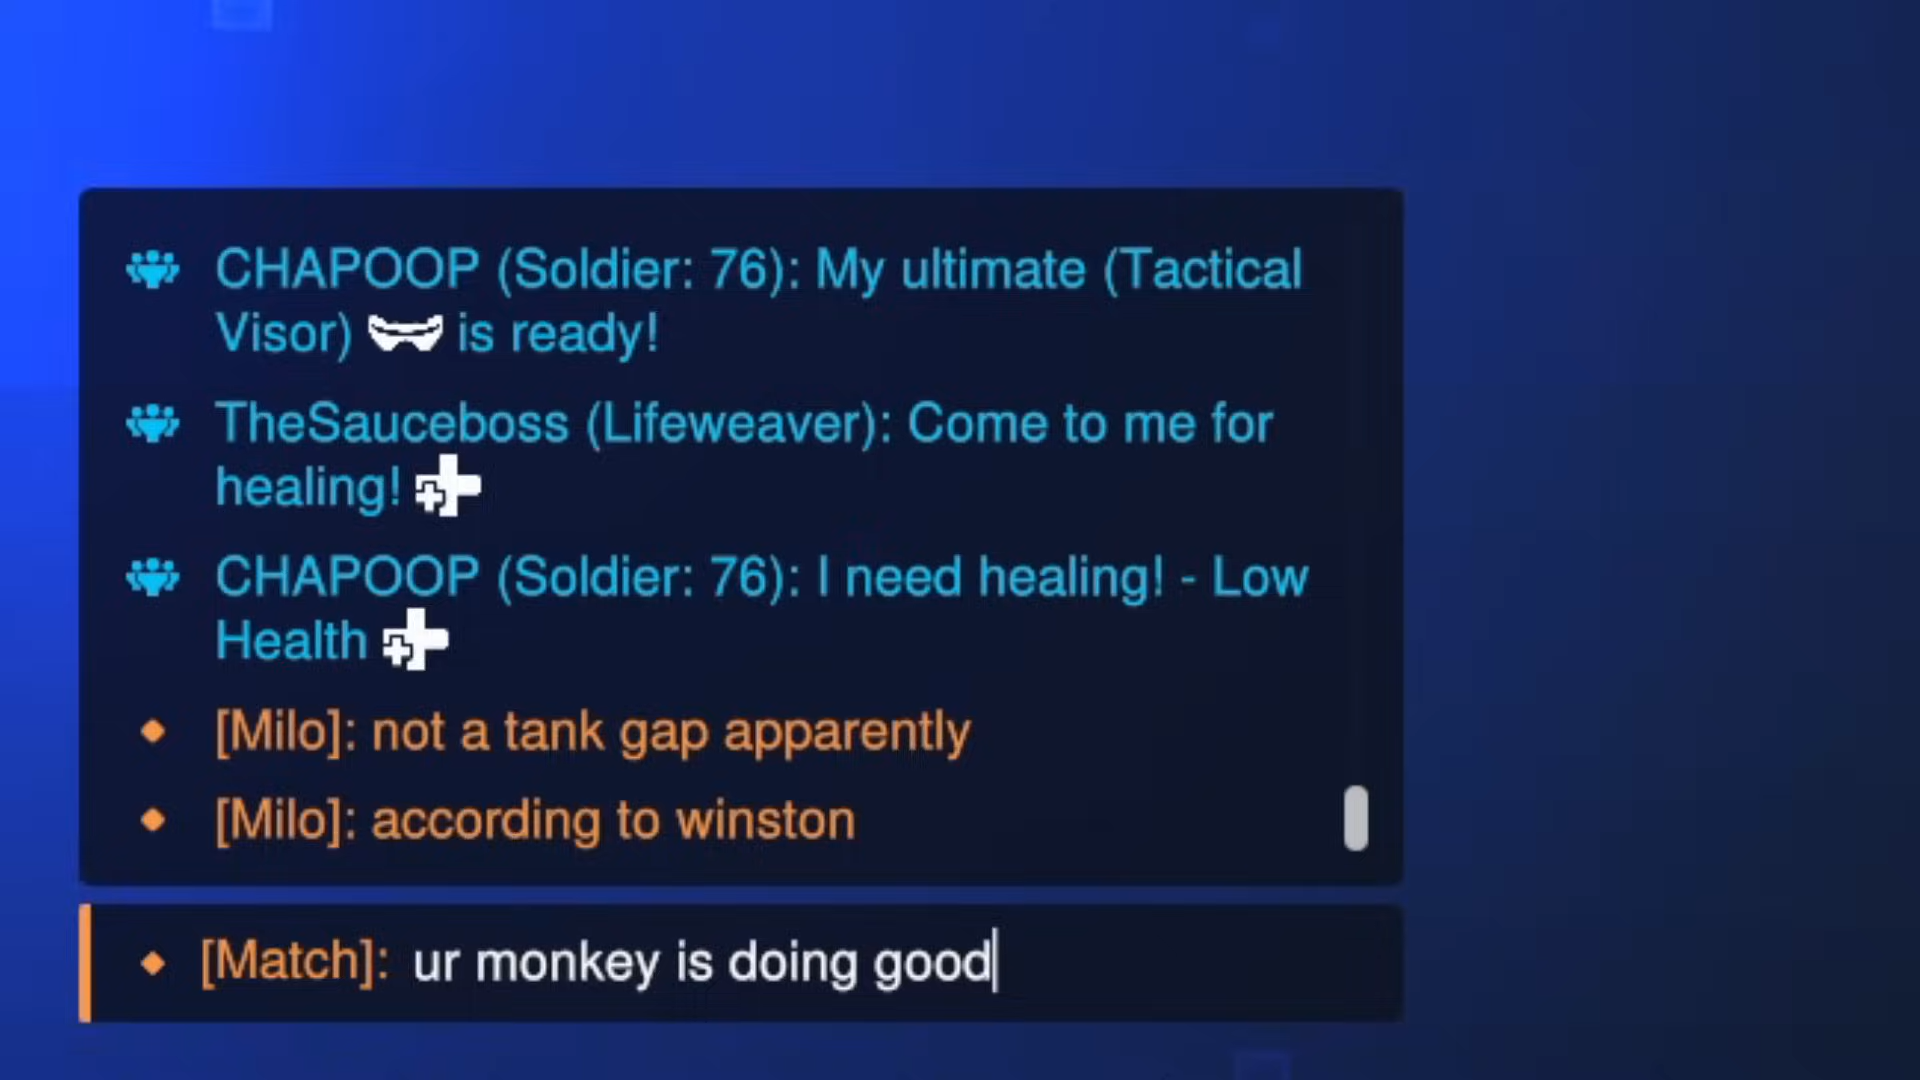 CHAPOOP (Soldier: 76): My ultimate (Tactical
Visor) is ready!
TheSauceboss (Lifeweaver): Come to me for
healing!
CHAPOOP (Soldier: 76): I need healing! - Low
Health
[Milo]: not a tank gap apparently
[Milo]: according to winston
[Match]: ur monkey is doing good